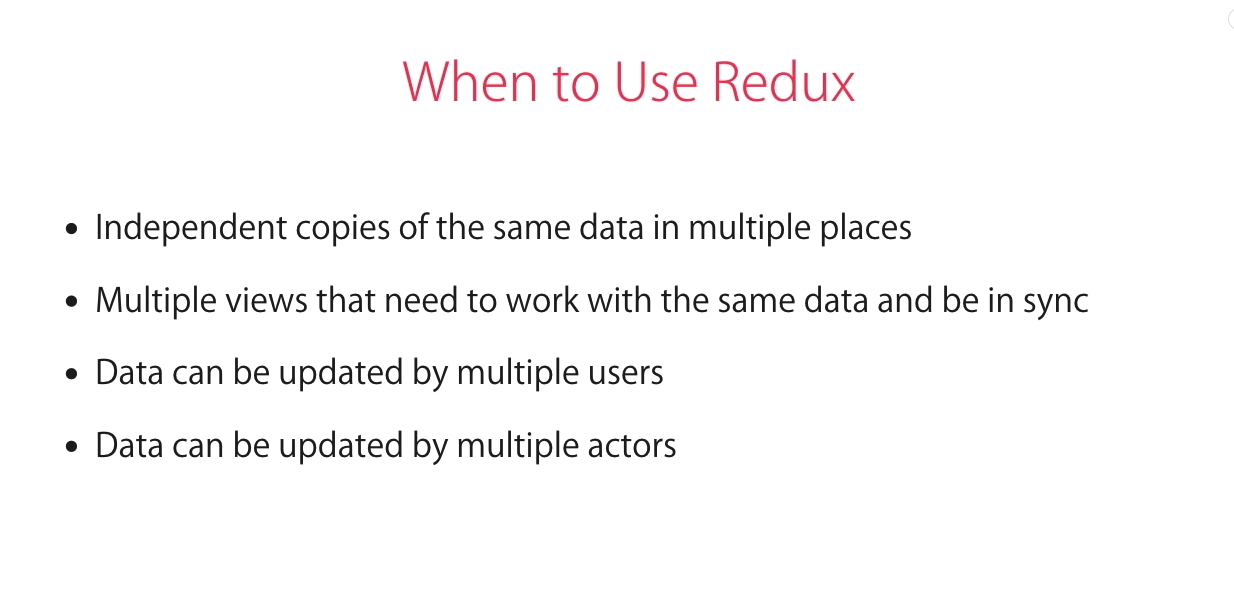 When to Use Redux
• Independent copies of the same data in multiple places
• Multiple views that need to work with the same data and be in sync
• Data can be updated by multiple users
• Data can be updated by multiple actors